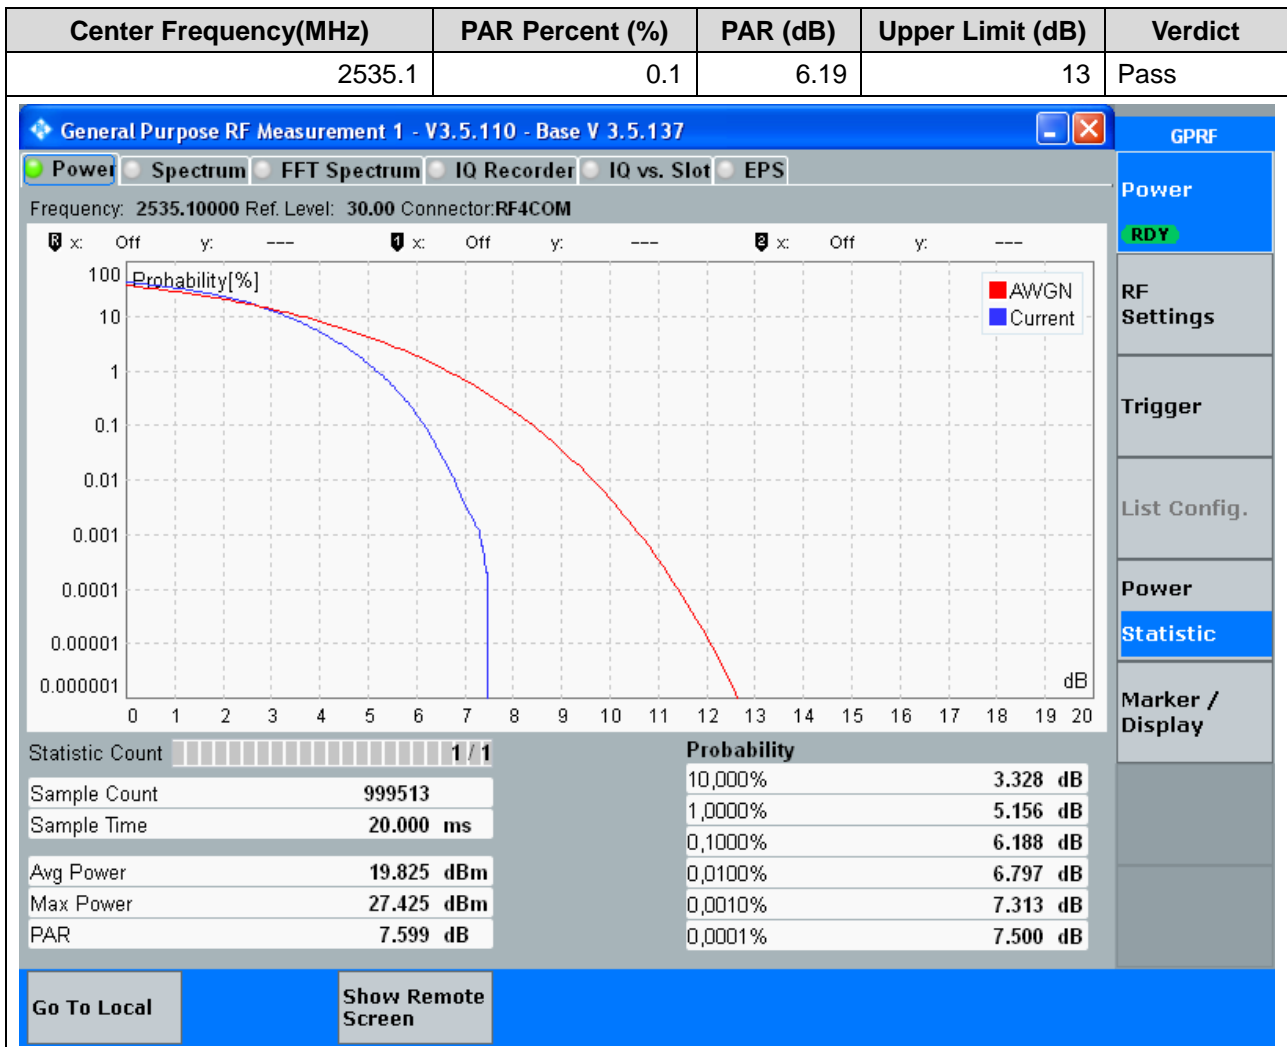 Center Frequency(MHz) PAR Percent (%) PAR (dB) Upper Limit (dB) Verdict
2535.1 0.1 6.19 13 Pass
General Purpose RF Measurement 1 - V3.5.110 - Base V 3.5.137
GPRF
Power Spectrum FFT Spectrum IQ Recorder IQ vs. Slot EPS
Frequency: 2535.10000 Ref. Level: 30.00 Connector:RF4COM
R x: Off y: --- 1 x: Off y: --- 2 x: Off y: ---
Probability[%]
AWGN
Current
100
10
1
0.1
0.01
0.001
0.0001
0.00001
0.000001
dB
0 1 2 3 4 5 6 7 8 9 10 11 12 13 14 15 16 17 18 19 20
Statistic Count 1 / 1
Sample Count 999513
Sample Time 20.000 ms
Avg Power 19.825 dBm
Max Power 27.425 dBm
PAR 7.599 dB
Probability
10,000% 3.328 dB
1,0000% 5.156 dB
0,1000% 6.188 dB
0,0100% 6.797 dB
0,0010% 7.313 dB
0,0001% 7.500 dB
Power
RDY
RF
Settings
Trigger
List Config.
Power
Statistic
Marker /
Display
Go To Local
Show Remote
Screen